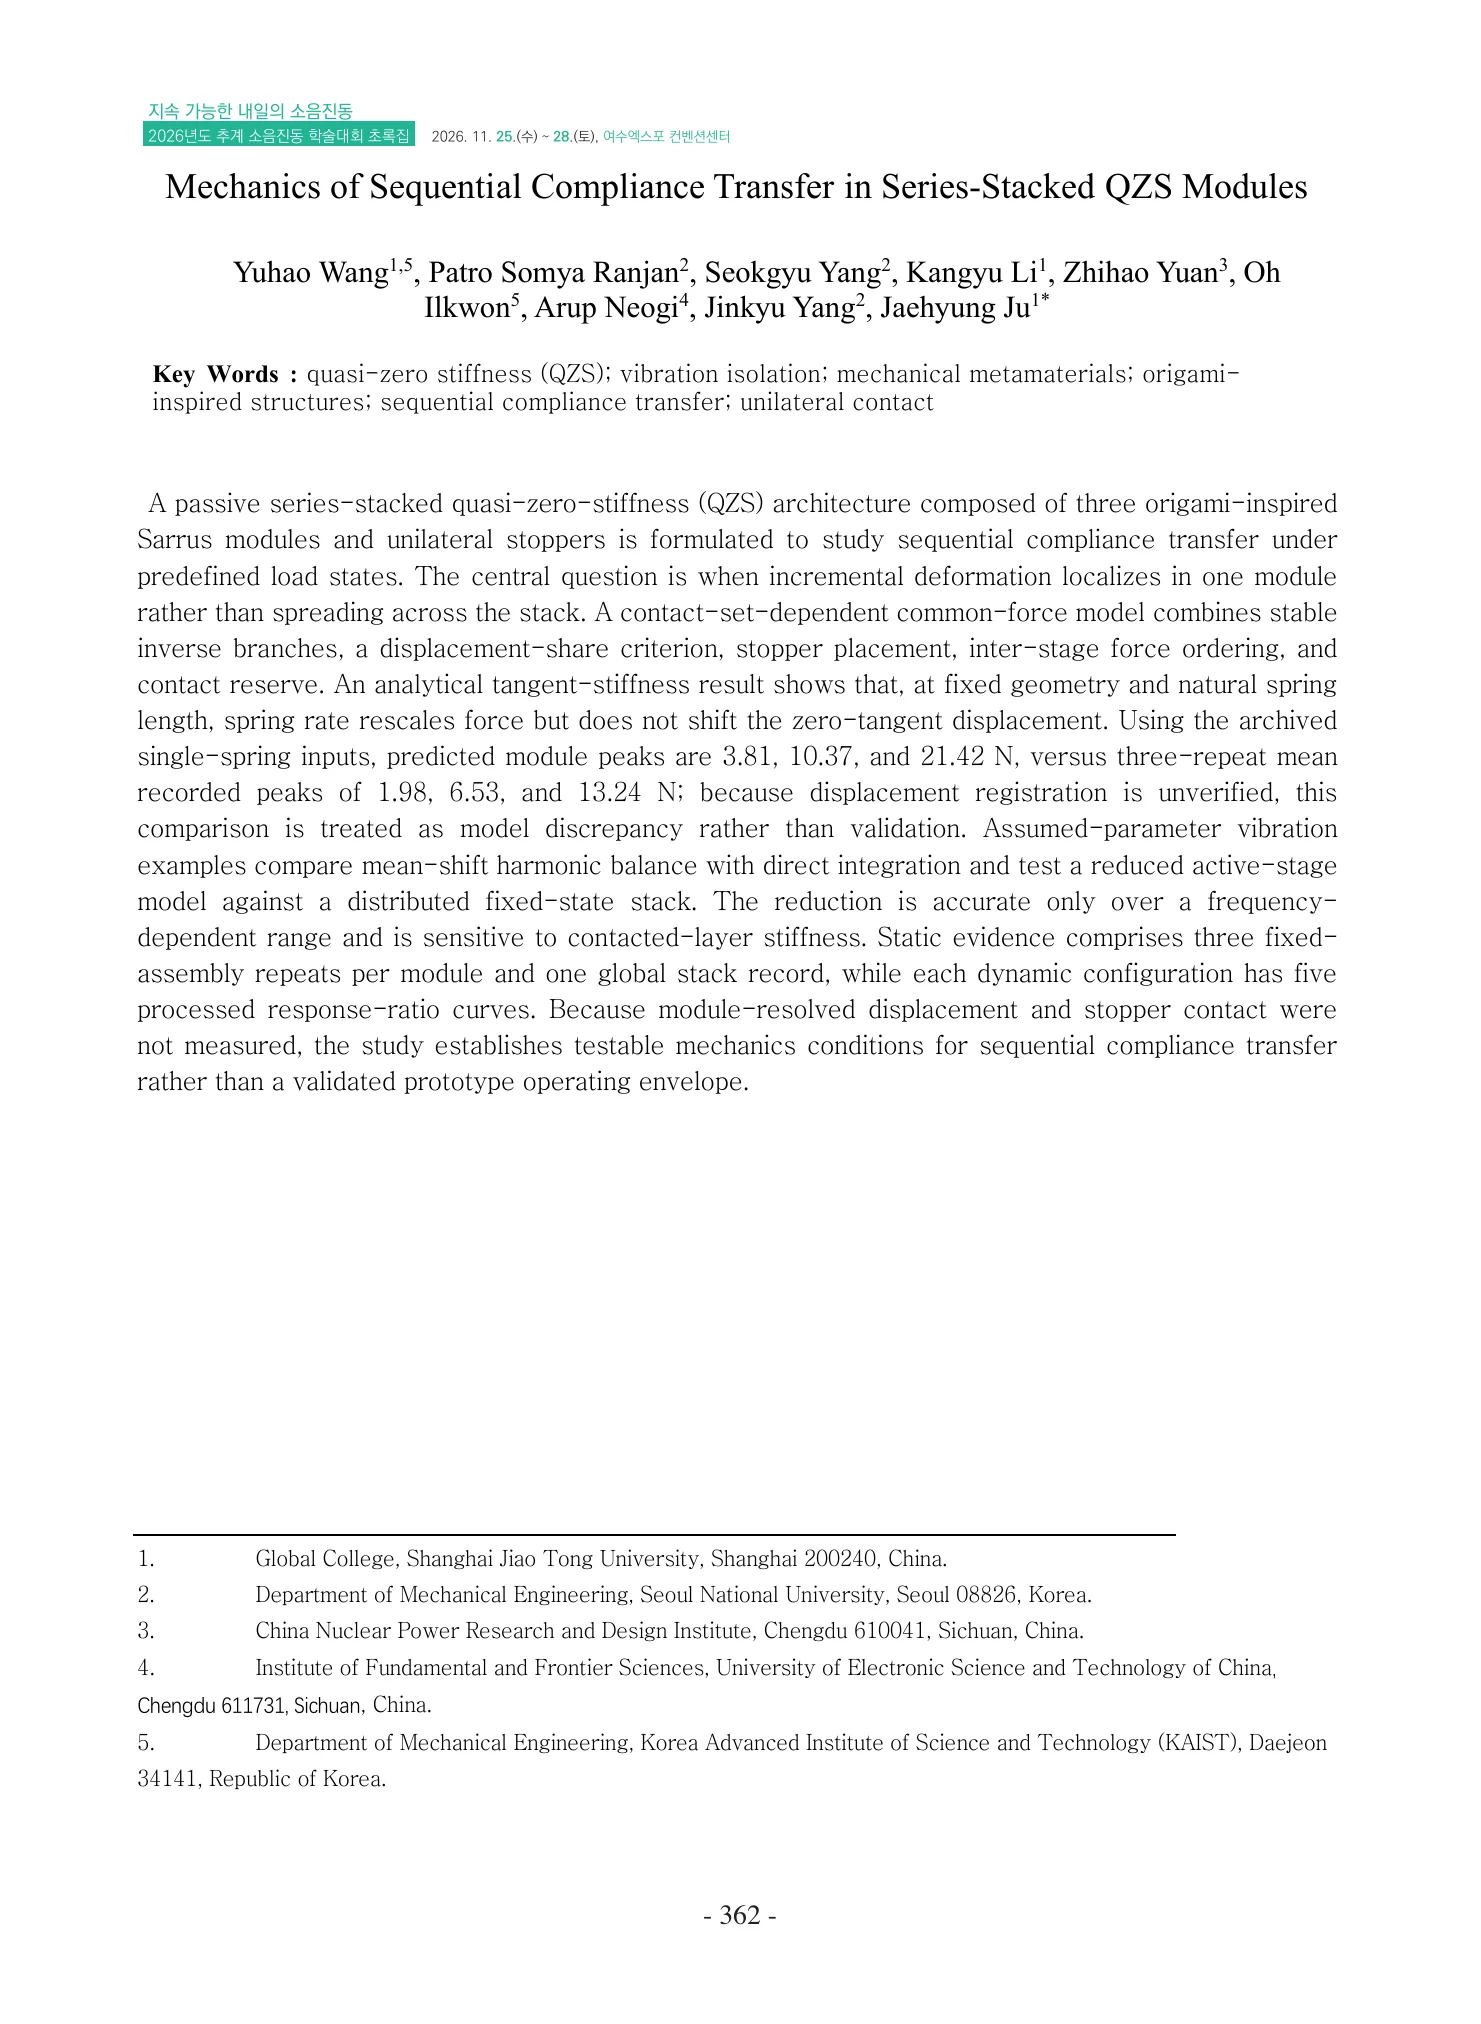 지속 가능한 내일의 소음진동
2026년도 추계 소음진동 학술대회 초록집 2026. 11. 25.(수) ~ 28.(토), 여수엑스포 컨벤션센터
Mechanics of Sequential Compliance Transfer in Series-Stacked QZS Modules
Yuhao Wang1,5, Patro Somya Ranjan2, Seokgyu Yang2, Kangyu Li1, Zhihao Yuan3, Oh
Ilkwon5, Arup Neogi4, Jinkyu Yang2, Jaehyung Ju1*
Key Words : quasi-zero stiffness (QZS); vibration isolation; mechanical metamaterials; origami-
inspired structures; sequential compliance transfer; unilateral contact
A passive series-stacked quasi-zero-stiffness (QZS) architecture composed of three origami-inspired
Sarrus modules and unilateral stoppers is formulated to study sequential compliance transfer under
predefined load states. The central question is when incremental deformation localizes in one module
rather than spreading across the stack. A contact-set-dependent common-force model combines stable
inverse branches, a displacement-share criterion, stopper placement, inter-stage force ordering, and
contact reserve. An analytical tangent-stiffness result shows that, at fixed geometry and natural spring
length, spring rate rescales force but does not shift the zero-tangent displacement. Using the archived
single-spring inputs, predicted module peaks are 3.81, 10.37, and 21.42 N, versus three-repeat mean
recorded peaks of 1.98, 6.53, and 13.24 N; because displacement registration is unverified, this
comparison is treated as model discrepancy rather than validation. Assumed-parameter vibration
examples compare mean-shift harmonic balance with direct integration and test a reduced active-stage
model against a distributed fixed-state stack. The reduction is accurate only over a frequency-
dependent range and is sensitive to contacted-layer stiffness. Static evidence comprises three fixed-
assembly repeats per module and one global stack record, while each dynamic configuration has five
processed response-ratio curves. Because module-resolved displacement and stopper contact were
not measured, the study establishes testable mechanics conditions for sequential compliance transfer
rather than a validated prototype operating envelope.
1. Global College, Shanghai Jiao Tong University, Shanghai 200240, China.
2. Department of Mechanical Engineering, Seoul National University, Seoul 08826, Korea.
3. China Nuclear Power Research and Design Institute, Chengdu 610041, Sichuan, China.
4. Institute of Fundamental and Frontier Sciences, University of Electronic Science and Technology of China,
Chengdu 611731, Sichuan, China.
5. Department of Mechanical Engineering, Korea Advanced Institute of Science and Technology (KAIST), Daejeon
34141, Republic of Korea.
- 362 -